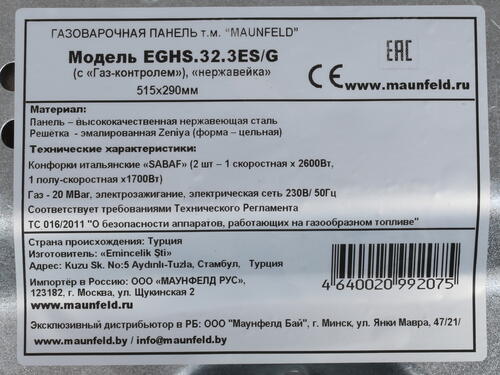 ГАЗОВАРОЧНАЯ ПАНЕЛЬ т.м. "MAUNFELD"
Модель EGHS.32.3ES/G
(с «Газ-контролем»), «нержавейка»
515х290мм
EAC
CE www.maunfeld.ru
Материал:
Панель – высококачественная нержавеющая сталь
Решётка - эмалированная Zeniya (форма – цельная)
Технические характеристики:
Конфорки итальянские «SABAF» (2 шт – 1 скоростная х 2600Вт,
1 полу-скоростная х1700Вт)
Газ - 20 MBar, электрозажигание, электрическая сеть 230В/ 50Гц
Соответствует требованиями Технического Регламента
ТС 016/2011 "О безопасности аппаратов, работающих на газообразном топливе"
Страна происхождения: Турция
Изготовитель: «Emincelik Şti»
Адрес: Kuzu Sk. No:5 Aydınlı-Tuzla, Стамбул, Турция
Импортёр в Россию: ООО «МАУНФЕЛД РУС»,
123182, г. Москва, ул. Щукинская 2
www.maunfeld.ru
4 640020 992075
Эксклюзивный дистрибьютор в РБ: ООО "Маунфелд Бай", г. Минск, ул. Янки Мавра, 47/21/
www.maunfeld.by / info@maunfeld.by